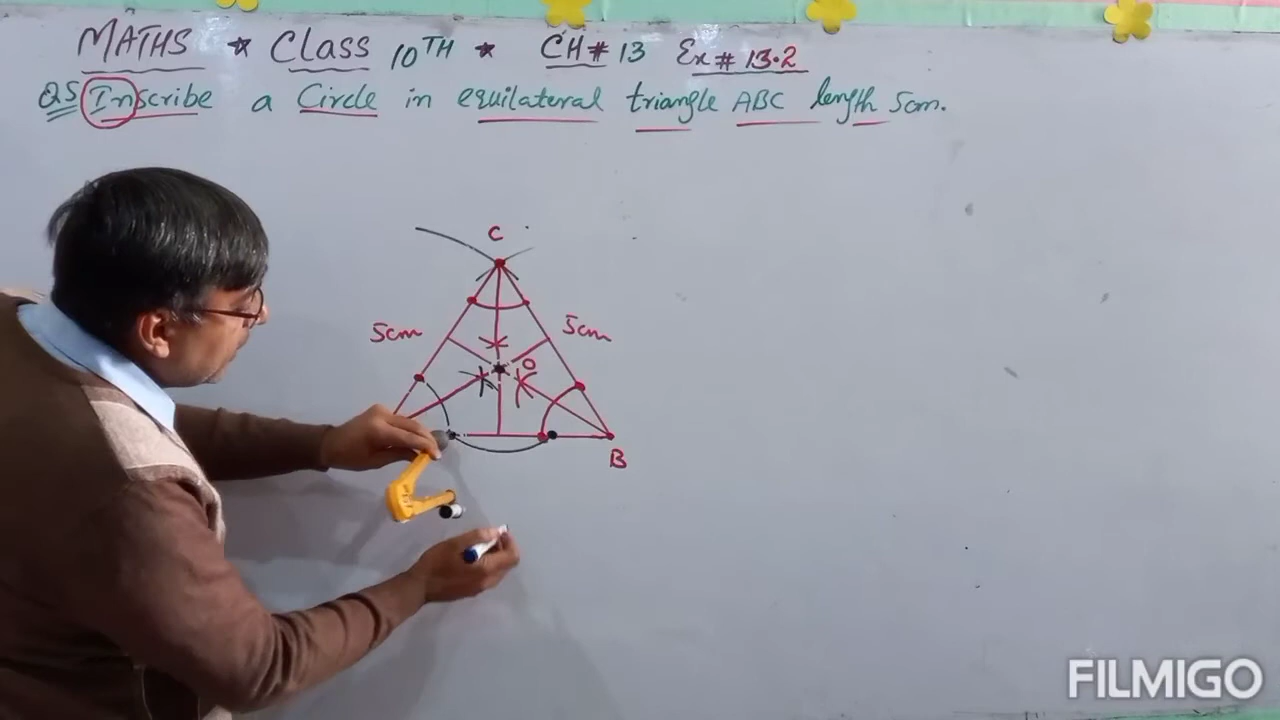 MATHS * Class 10TH * CH # 13 Ex # 13.2
Q5 Inscribe a Circle in equilateral triangle ABC length 5cm.
C
5cm 5cm
O
B
FILMIGO